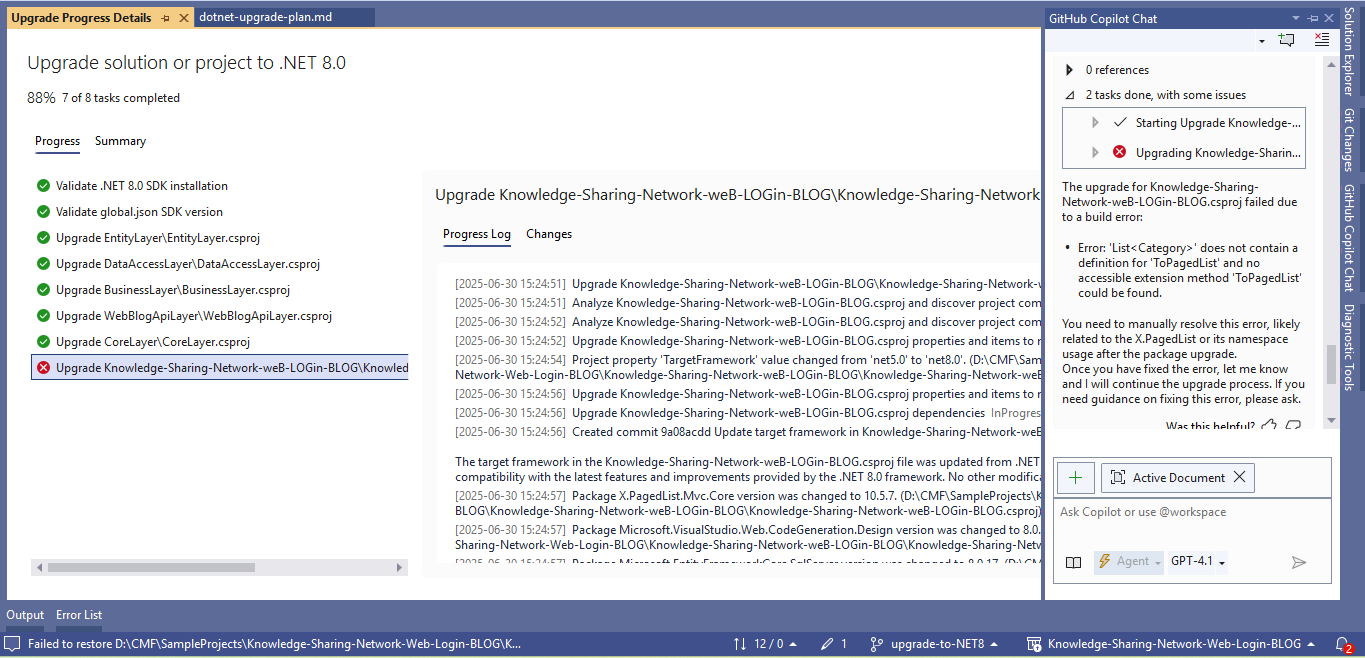 Upgrade Progress Details
dotnet-upgrade-plan.md
Upgrade solution or project to .NET 8.0
88% 7 of 8 tasks completed
Progress Summary
Validate .NET 8.0 SDK installation
Validate global.json SDK version
Upgrade EntityLayer\EntityLayer.csproj
Upgrade DataAccessLayer\DataAccessLayer.csproj
Upgrade BusinessLayer\BusinessLayer.csproj
Upgrade WebBlogApiLayer\WebBlogApiLayer.csproj
Upgrade CoreLayer\CoreLayer.csproj
Upgrade Knowledge-Sharing-Network-weB-LOGin-BLOG\Knowled
Upgrade Knowledge-Sharing-Network-weB-LOGin-BLOG\Knowledge-Sharing-Network
Progress Log Changes
[2025-06-30 15:24:51] Upgrade Knowledge-Sharing-Network-weB-LOGin-BLOG\Knowledge-Sharing-Network-w
[2025-06-30 15:24:51] Analyze Knowledge-Sharing-Network-weB-LOGin-BLOG.csproj and discover project com
[2025-06-30 15:24:52] Analyze Knowledge-Sharing-Network-weB-LOGin-BLOG.csproj and discover project com
[2025-06-30 15:24:52] Upgrade Knowledge-Sharing-Network-weB-LOGin-BLOG.csproj properties and items to r
[2025-06-30 15:24:54] Project property 'TargetFramework' value changed from 'net5.0' to 'net8.0'. (D:\CMF\Sam
Network-Web-Login-BLOG\Knowledge-Sharing-Network-weB-LOGin-BLOG\Knowledge-Sharing-Network-weB
[2025-06-30 15:24:56] Upgrade Knowledge-Sharing-Network-weB-LOGin-BLOG.csproj properties and items to r
[2025-06-30 15:24:56] Upgrade Knowledge-Sharing-Network-weB-LOGin-BLOG.csproj dependencies InProgres
[2025-06-30 15:24:56] Created commit 9a08acdd Update target framework in Knowledge-Sharing-Network-weB
The target framework in the Knowledge-Sharing-Network-weB-LOGin-BLOG.csproj file was updated from .NET
compatibility with the latest features and improvements provided by the .NET 8.0 framework. No other modific
[2025-06-30 15:24:57] Package X.PagedList.Mvc.Core version was changed to 10.5.7. (D:\CMF\SampleProjects\K
BLOG\Knowledge-Sharing-Network-weB-LOGin-BLOG\Knowledge-Sharing-Network-weB-LOGin-BLOG.csproj)
[2025-06-30 15:24:57] Package Microsoft.VisualStudio.Web.CodeGeneration.Design version was changed to 8.0.
Sharing-Network-Web-Login-BLOG\Knowledge-Sharing-Network-weB-LOGin-BLOG\Knowledge-Sharing-Netw
[2025-06-30 15:24:57] Package Microsoft.EntityFrameworkCore.SqlServer version was changed to 8.0.17. (D:\C
GitHub Copilot Chat
0 references
2 tasks done, with some issues
Starting Upgrade Knowledge-...
Upgrading Knowledge-Sharin...
The upgrade for Knowledge-Sharing-
Network-weB-LOGin-BLOG.csproj failed due
to a build error:
• Error: 'List<Category>' does not contain a
definition for 'ToPagedList' and no
accessible extension method 'ToPagedList'
could be found.
You need to manually resolve this error, likely
related to the X.PagedList or its namespace
usage after the package upgrade.
Once you have fixed the error, let me know
and I will continue the upgrade process. If you
need guidance on fixing this error, please ask.
Was this helpful?
Active Document
Ask Copilot or use @workspace
Agent GPT-4.1
Solution Explorer
Git Changes
GitHub Copilot Chat
Diagnostic Tools
Output Error List
Failed to restore D:\CMF\SampleProjects\Knowledge-Sharing-Network-Web-Login-BLOG\K...
12 / 0
1
upgrade-to-NET8
Knowledge-Sharing-Network-Web-Login-BLOG
2